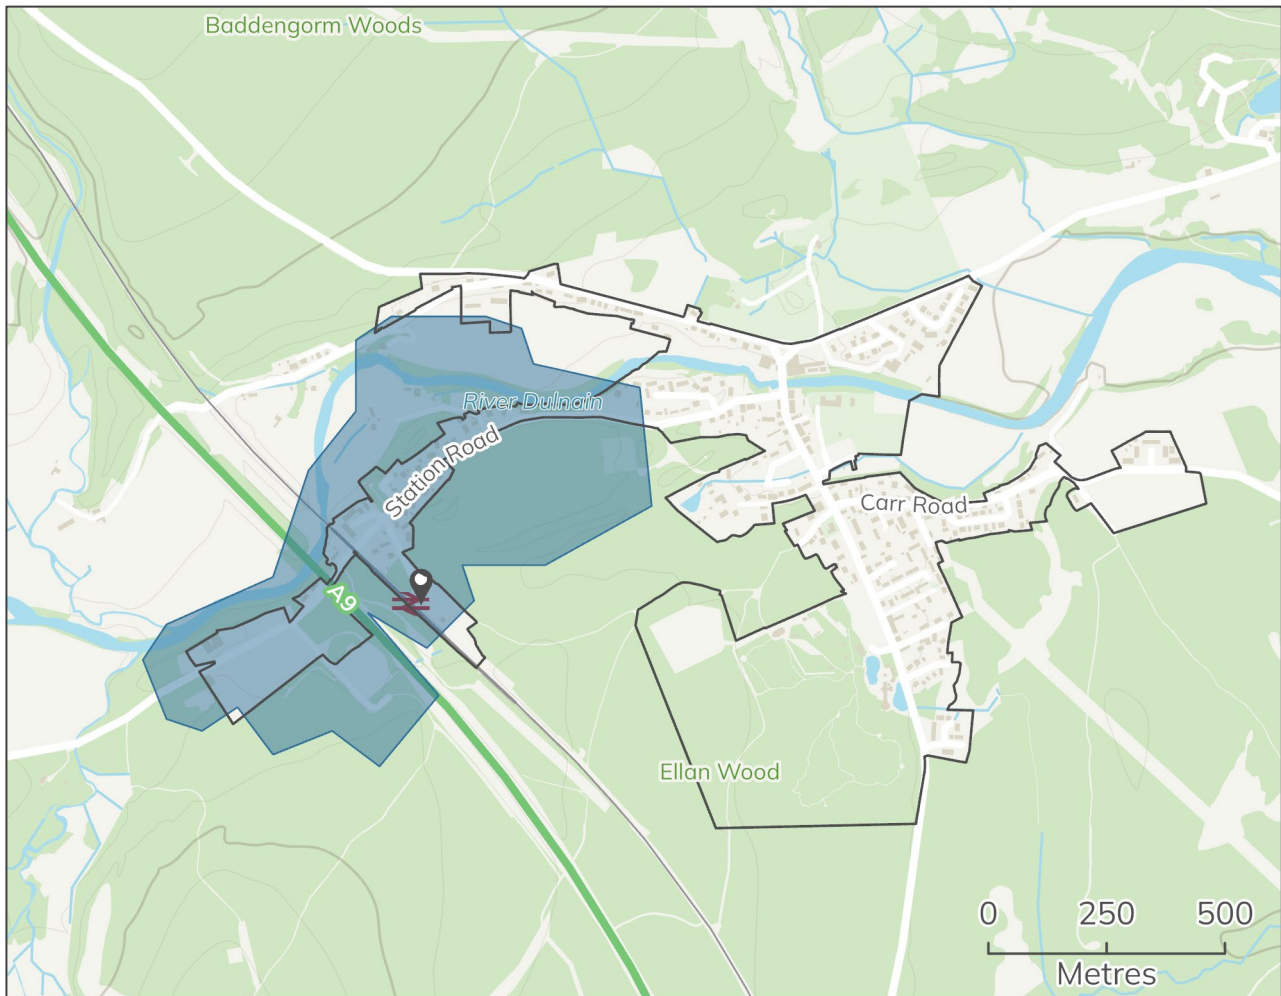 Baddengorm Woods
River Dulnain
Station Road
Carr Road
A9
Ellan Wood
0 250 500
Metres